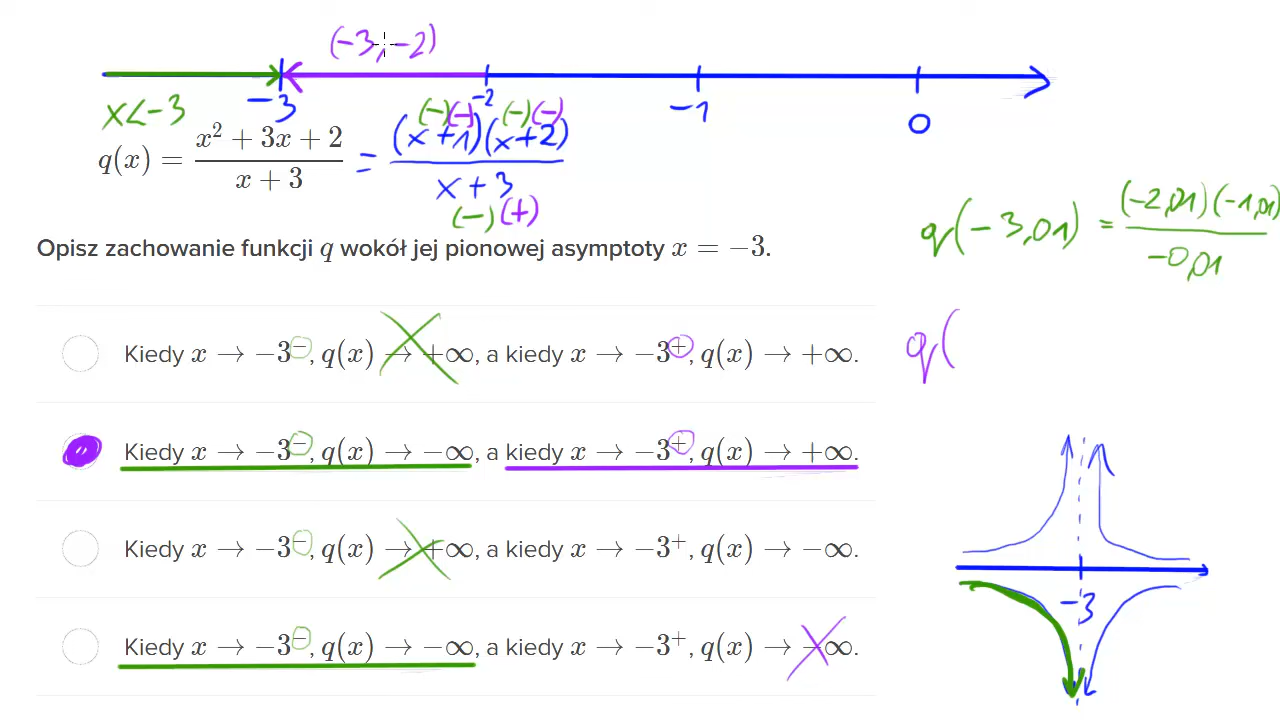 (-3, -2)
x<-3 -3 -2 -1 0
(-)(-) (-)(-)
q(x) = \frac{x^2 + 3x + 2}{x + 3} = \frac{(x+1)(x+2)}{x+3}
(-)(+)
q(-3,01) = \frac{(-2,01)(-1,01)}{-0,01}
Opisz zachowanie funkcji q wokół jej pionowej asymptoty x = −3.
Kiedy x → −3⁻, q(x) → +∞, a kiedy x → −3⁺, q(x) → +∞.
q(
Kiedy x → −3⁻, q(x) → −∞, a kiedy x → −3⁺, q(x) → +∞.
Kiedy x → −3⁻, q(x) → +∞, a kiedy x → −3⁺, q(x) → −∞.
-3
Kiedy x → −3⁻, q(x) → −∞, a kiedy x → −3⁺, q(x) → −∞.